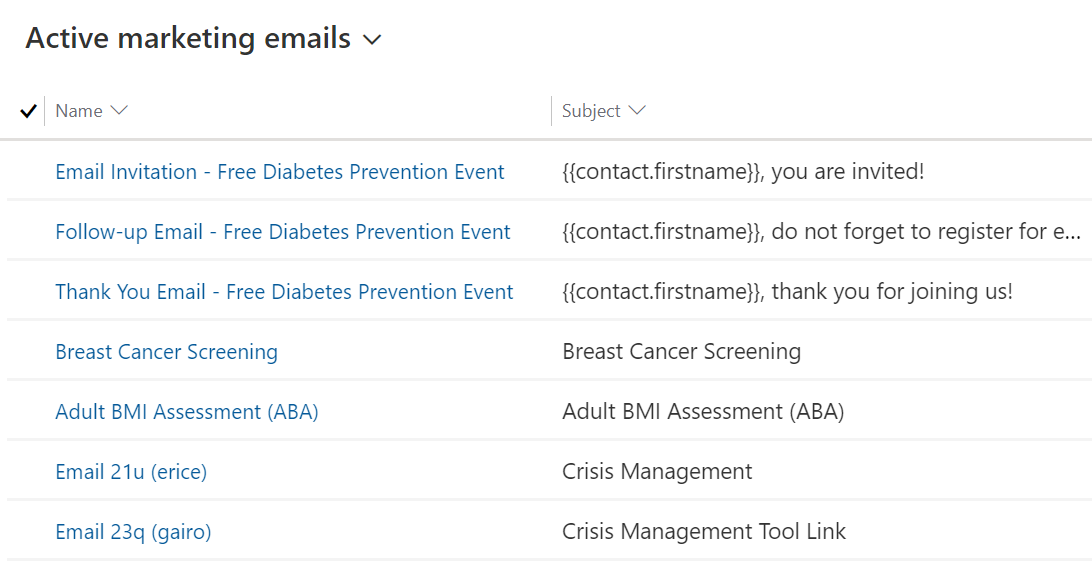 Active marketing emails
Name Subject
Email Invitation - Free Diabetes Prevention Event {{contact.firstname}}, you are invited!
Follow-up Email - Free Diabetes Prevention Event {{contact.firstname}}, do not forget to register for e...
Thank You Email - Free Diabetes Prevention Event {{contact.firstname}}, thank you for joining us!
Breast Cancer Screening Breast Cancer Screening
Adult BMI Assessment (ABA) Adult BMI Assessment (ABA)
Email 21u (erice) Crisis Management
Email 23q (gairo) Crisis Management Tool Link